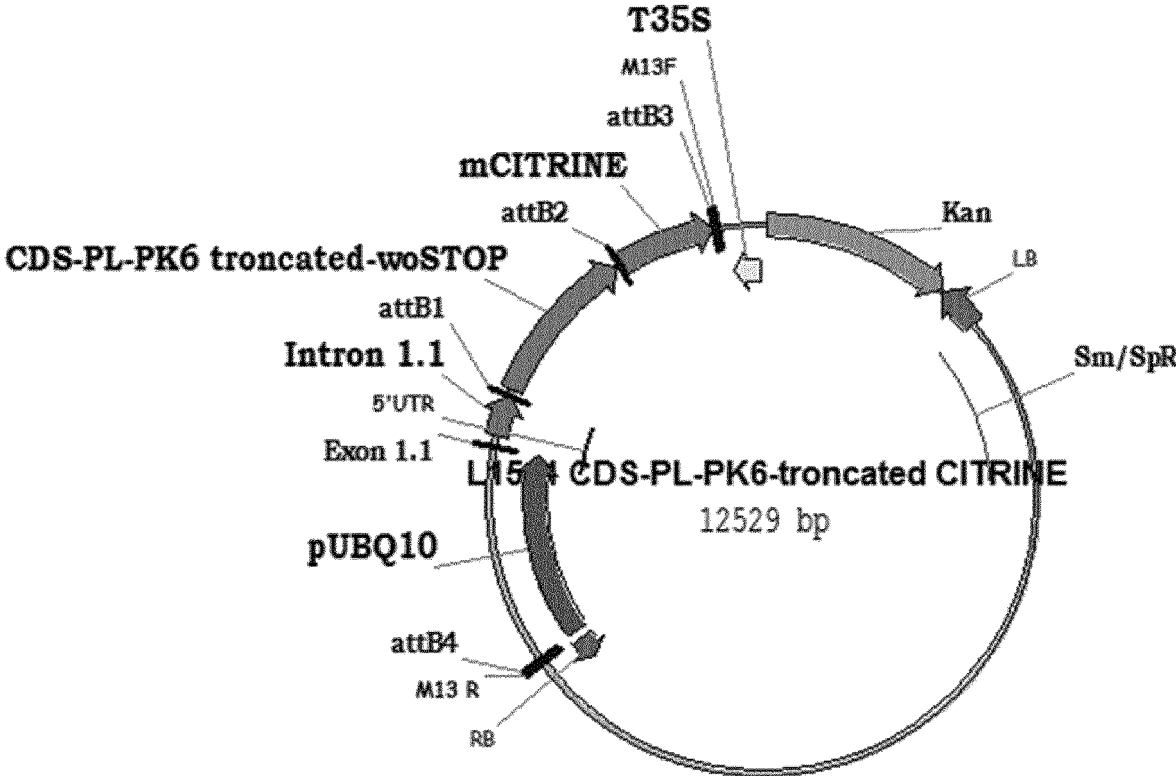 T35S
M13F
attB3
mCITRINE
attB2
Kan
CDS-PL-PK6 troncated-woSTOP
LB
attB1
Intron 1.1
Sm/SpR
5'UTR
Exon 1.1
CDS-PL-PK6-troncated CITRINE
12529 bp
pUBQ10
attB4
M13 R
RB